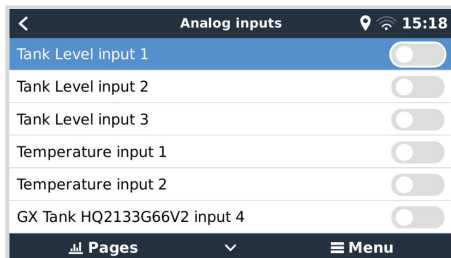 Analog inputs
15:18
Tank Level input 1
Tank Level input 2
Tank Level input 3
Temperature input 1
Temperature input 2
GX Tank HQ2133G66V2 input 4
Pages
Menu